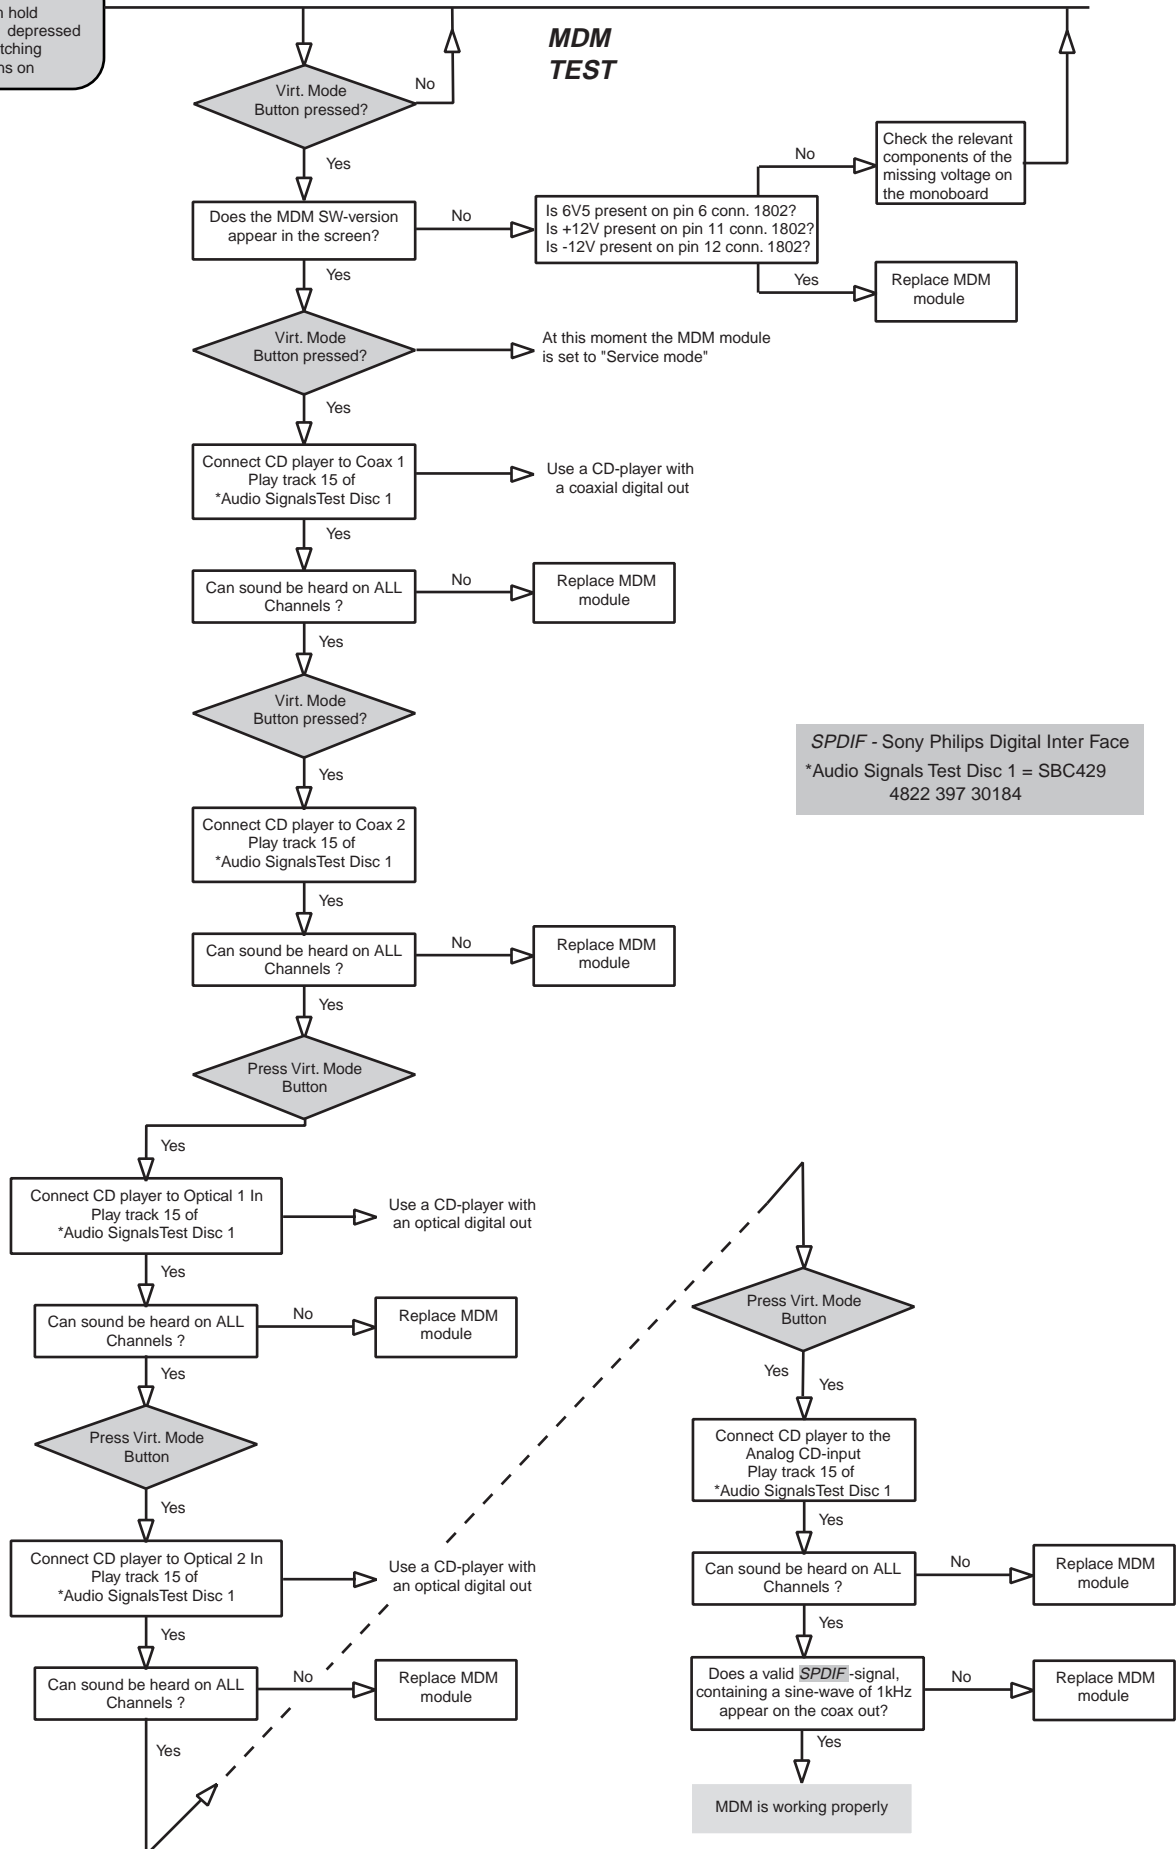 n hold
depressed
tching
ns on
MDM
TEST
Virt. Mode
Button pressed?
No
Yes
Does the MDM SW-version
appear in the screen?
No
Is 6V5 present on pin 6 conn. 1802?
Is +12V present on pin 11 conn. 1802?
Is -12V present on pin 12 conn. 1802?
No
Check the relevant
components of the
missing voltage on
the monoboard
Yes
Replace MDM
module
Yes
Virt. Mode
Button pressed?
At this moment the MDM module
is set to "Service mode"
Yes
Connect CD player to Coax 1
Play track 15 of
*Audio SignalsTest Disc 1
Use a CD-player with
a coaxial digital out
Yes
Can sound be heard on ALL
Channels ?
No
Replace MDM
module
Yes
Virt. Mode
Button pressed?
SPDIF - Sony Philips Digital Inter Face
*Audio Signals Test Disc 1 = SBC429
4822 397 30184
Yes
Connect CD player to Coax 2
Play track 15 of
*Audio SignalsTest Disc 1
Yes
Can sound be heard on ALL
Channels ?
No
Replace MDM
module
Yes
Press Virt. Mode
Button
Yes
Connect CD player to Optical 1 In
Play track 15 of
*Audio SignalsTest Disc 1
Use a CD-player with
an optical digital out
Yes
Can sound be heard on ALL
Channels ?
No
Replace MDM
module
Yes
Press Virt. Mode
Button
Yes
Connect CD player to Optical 2 In
Play track 15 of
*Audio SignalsTest Disc 1
Use a CD-player with
an optical digital out
Yes
Can sound be heard on ALL
Channels ?
No
Replace MDM
module
Yes
Press Virt. Mode
Button
Yes
Yes
Connect CD player to the
Analog CD-input
Play track 15 of
*Audio SignalsTest Disc 1
Yes
Can sound be heard on ALL
Channels ?
No
Replace MDM
module
Yes
Does a valid SPDIF -signal,
containing a sine-wave of 1kHz
appear on the coax out?
No
Replace MDM
module
Yes
MDM is working properly